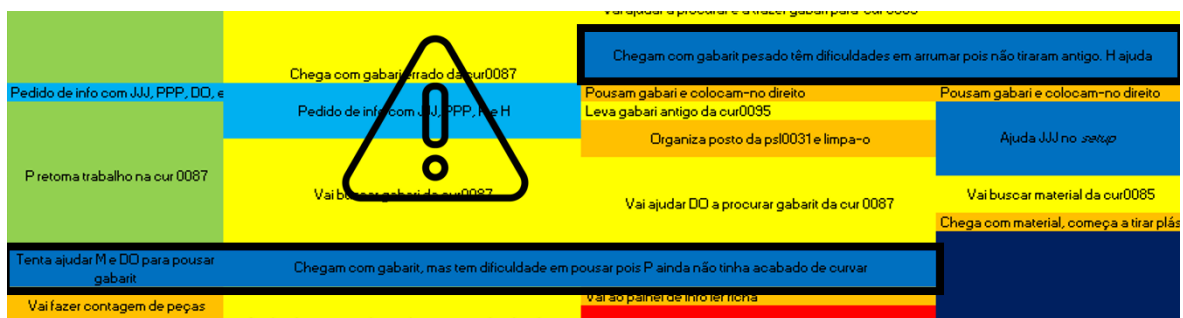 Vai ajudar a procurar e a trazer gabari para cur 0085
Chegam com gabarit pesado têm dificuldades em arrumar pois não tiraram antigo. H ajuda
Chega com gabari errado da cur0087
Pedido de info com JJJ, PPP, DO, e
Pedido de info com JJJ, PPP, e H
Pousam gabari e colocam-no direito
Pousam gabari e colocam-no direito
Leva gabari antigo da cur0095
Organiza posto da psl0031 e limpa-o
Ajuda JJJ no setup
P retoma trabalho na cur 0087
Vai buscar gabari da cur0087
Vai ajudar DO a procurar gabarit da cur 0087
Vai buscar material da cur0085
Chega com material, começa a tirar plás
Tenta ajudar M e DO para pousar
gabarit
Chegam com gabarit, mas tem dificuldade em pousar pois P ainda não tinha acabado de curvar
Vai fazer contagem de peças
Vai ao painel de info ler ficha